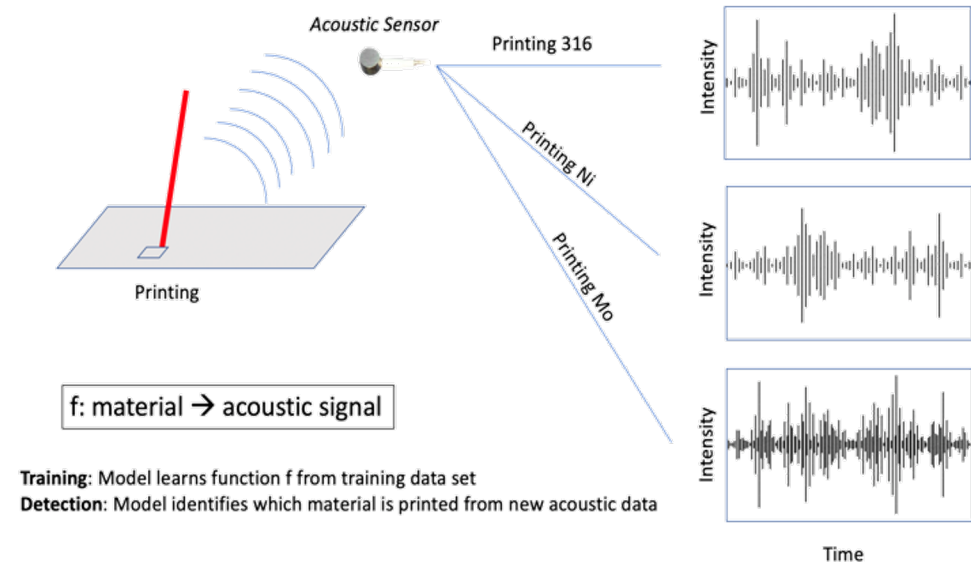 Acoustic Sensor
Printing 316
Printing Ni
Printing Mo
Printing
Intensity
Intensity
Intensity
Time
f: material → acoustic signal
Training: Model learns function f from training data set
Detection: Model identifies which material is printed from new acoustic data